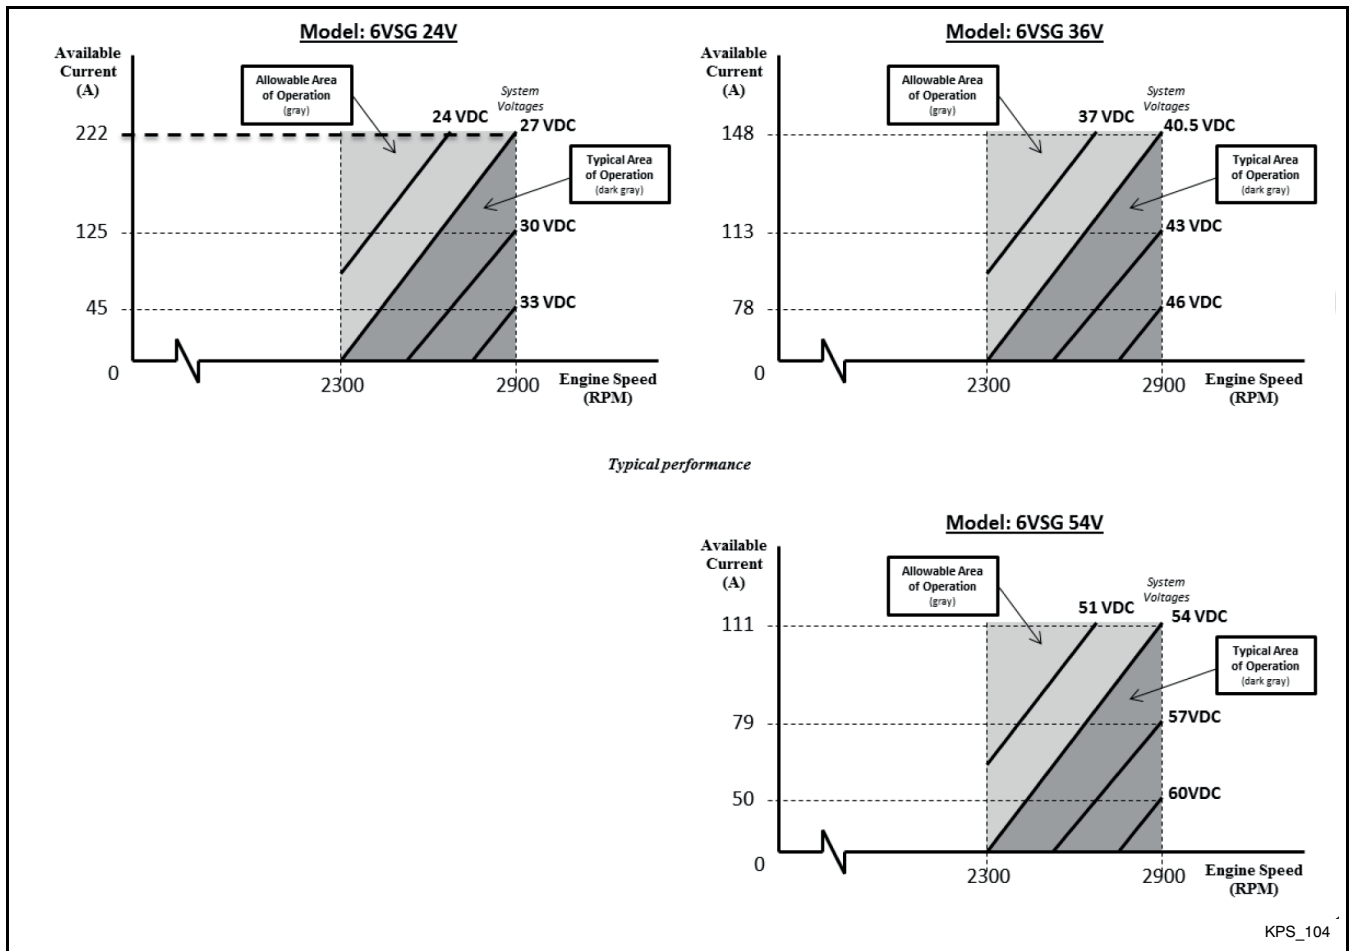 Model: 6VSG 24V
Available
Current
(A)
Allowable Area
of Operation
(gray)
System
Voltages
24 VDC
27 VDC
222
Typical Area
of Operation
(dark gray)
125
30 VDC
45
33 VDC
0
2300
2900
Engine Speed
(RPM)
Model: 6VSG 36V
Available
Current
(A)
Allowable Area
of Operation
(gray)
System
Voltages
37 VDC
40.5 VDC
148
Typical Area
of Operation
(dark gray)
113
43 VDC
78
46 VDC
0
2300
2900
Engine Speed
(RPM)
Typical performance
Model: 6VSG 54V
Available
Current
(A)
Allowable Area
of Operation
(gray)
System
Voltages
51 VDC
54 VDC
111
Typical Area
of Operation
(dark gray)
79
57VDC
50
60VDC
0
2300
2900
Engine Speed
(RPM)
KPS_104